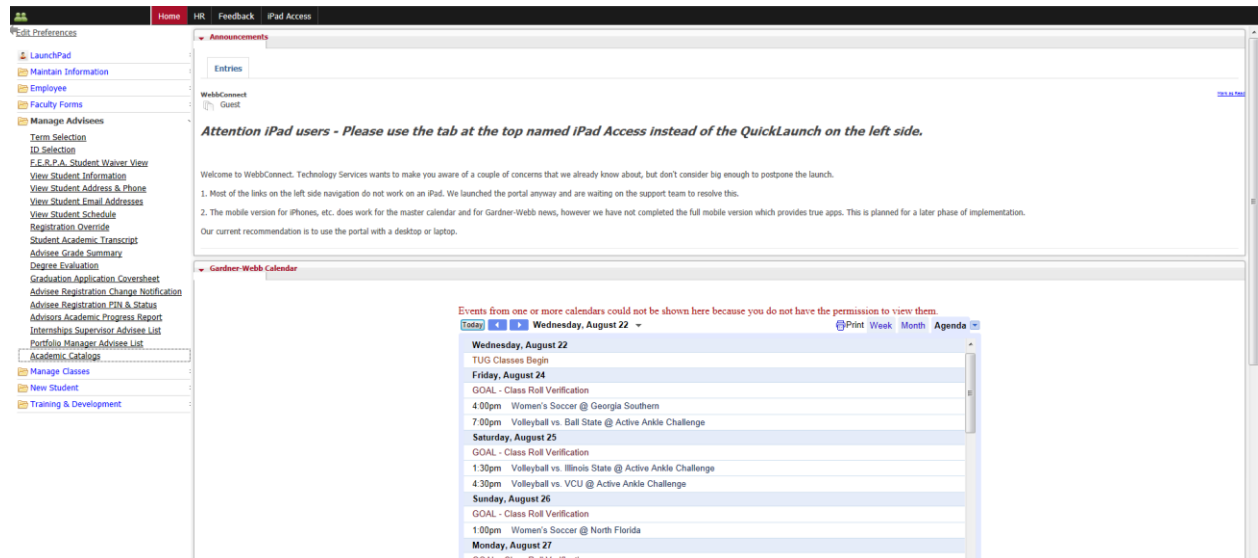 Home HR Feedback iPad Access
Edit Preferences
LaunchPad
Maintain Information
Employee
Faculty Forms
Manage Advisees
Term Selection
ID Selection
F.E.R.P.A. Student Waiver View
View Student Information
View Student Address & Phone
View Student Email Addresses
View Student Schedule
Registration Override
Student Academic Transcript
Advisee Grade Summary
Degree Evaluation
Graduation Application Coversheet
Advisee Registration Change Notification
Advisee Registration PIN & Status
Advisors Academic Progress Report
Internships Supervisor Advisee List
Portfolio Manager Advisee List
Academic Catalogs
Manage Classes
New Student
Training & Development
Announcements
Entries
WebbConnect
Mark as Read
Guest
Attention iPad users - Please use the tab at the top named iPad Access instead of the QuickLaunch on the left side.
Welcome to WebbConnect. Technology Services wants to make you aware of a couple of concerns that we already know about, but don't consider big enough to postpone the launch.
1. Most of the links on the left side navigation do not work on an iPad. We launched the portal anyway and are waiting on the support team to resolve this.
2. The mobile version for iPhones, etc. does work for the master calendar and for Gardner-Webb news, however we have not completed the full mobile version which provides true apps. This is planned for a later phase of implementation.
Our current recommendation is to use the portal with a desktop or laptop.
Gardner-Webb Calendar
Events from one or more calendars could not be shown here because you do not have the permission to view them.
Today Wednesday, August 22 Print Week Month Agenda
Wednesday, August 22
TUG Classes Begin
Friday, August 24
GOAL - Class Roll Verification
4:00pm Women's Soccer @ Georgia Southern
7:00pm Volleyball vs. Ball State @ Active Ankle Challenge
Saturday, August 25
GOAL - Class Roll Verification
1:30pm Volleyball vs. Illinois State @ Active Ankle Challenge
4:30pm Volleyball vs. VCU @ Active Ankle Challenge
Sunday, August 26
GOAL - Class Roll Verification
1:00pm Women's Soccer @ North Florida
Monday, August 27